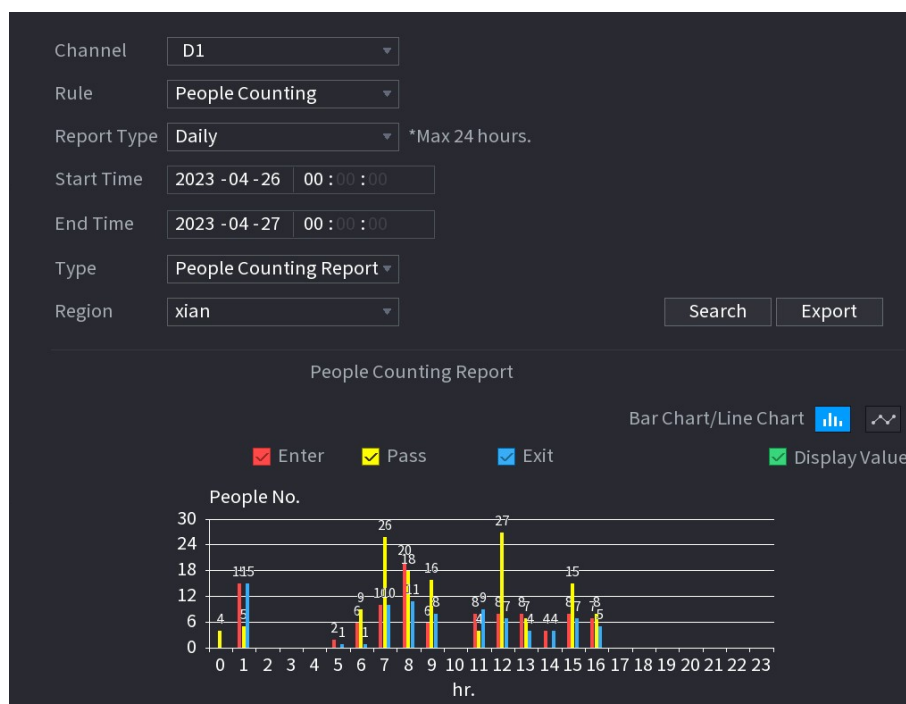 Channel D1
Rule People Counting
Report Type Daily *Max 24 hours.
Start Time 2023 -04 -26 00 :00 :00
End Time 2023 -04 -27 00 :00 :00
Type People Counting Report
Region xian Search Export
People Counting Report
Bar Chart/Line Chart
Enter Pass Exit Display Value
People No.
30
24
18
12
6
0
4
15 5 15
2 1
6 9 1
10 26 10
20 18 11
6 16 8
8 4 9
8 27 7
8 7 4
4 4
8 15 7
7 8 5
0 1 2 3 4 5 6 7 8 9 10 11 12 13 14 15 16 17 18 19 20 21 22 23
hr.